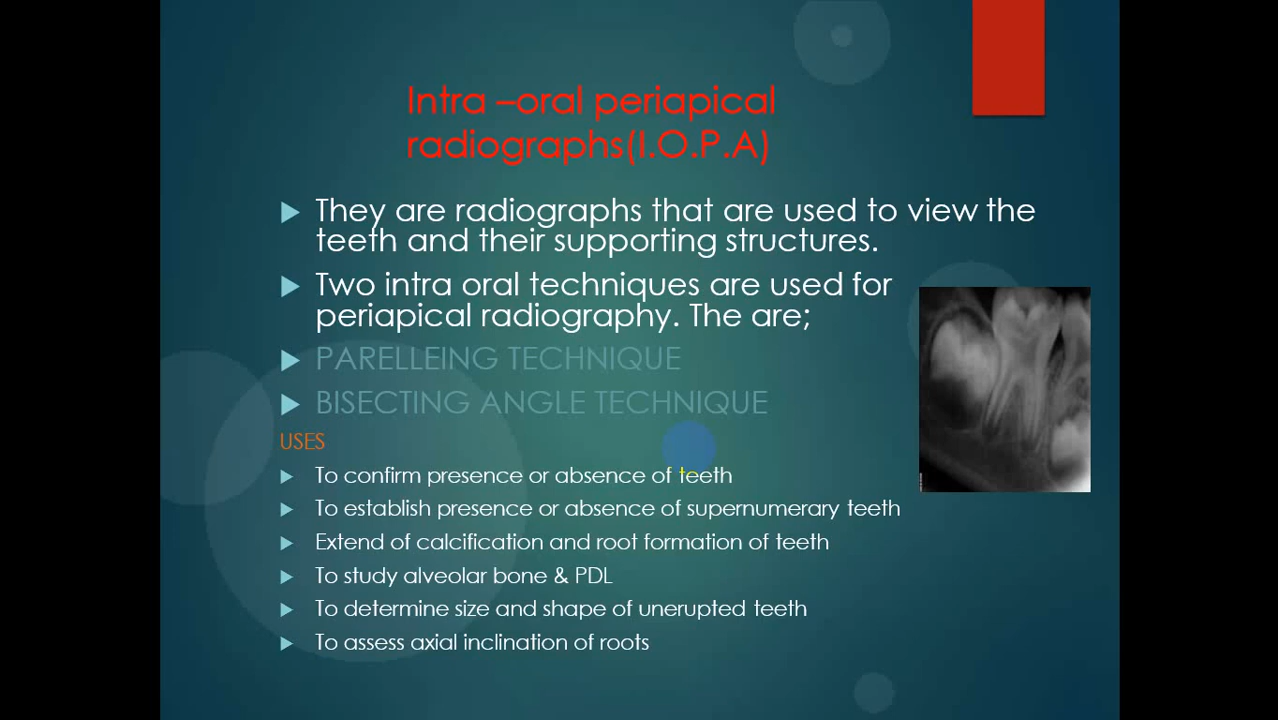 Intra –oral periapical
radiographs(I.O.P.A)
They are radiographs that are used to view the
teeth and their supporting structures.
Two intra oral techniques are used for
periapical radiography. The are;
PARELLEING TECHNIQUE
BISECTING ANGLE TECHNIQUE
USES
To confirm presence or absence of teeth
To establish presence or absence of supernumerary teeth
Extend of calcification and root formation of teeth
To study alveolar bone & PDL
To determine size and shape of unerupted teeth
To assess axial inclination of roots